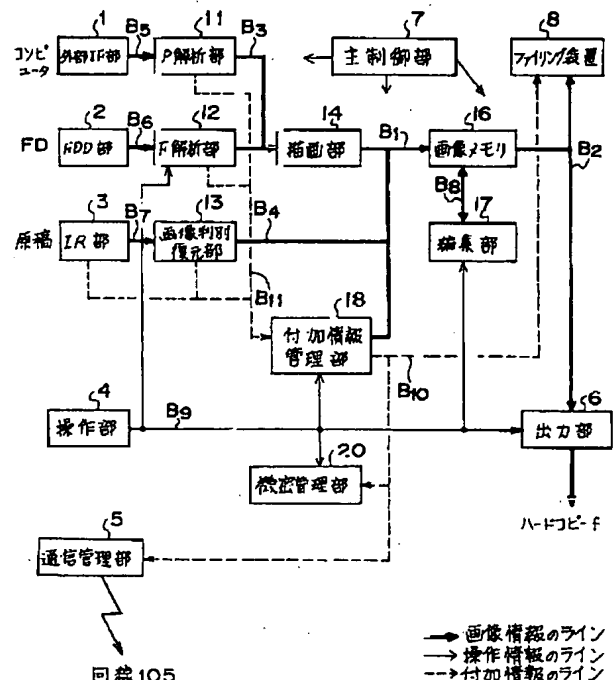 1
11
7
8
コンピュータ
外部IF部
B5
P解析部
B3
主制御部
ファイリング装置
2
12
14
16
FD
FDD部
B6
F解析部
描画部
B1
画像メモリ
B2
B8
3
13
17
原稿
IR部
B7
画像判別復元部
B4
編集部
B11
18
付加情報管理部
B10
4
6
操作部
B9
出力部
20
機密管理部
ハードコピーf
5
通信管理部
回線105
画像情報のライン
操作情報のライン
付加情報のライン